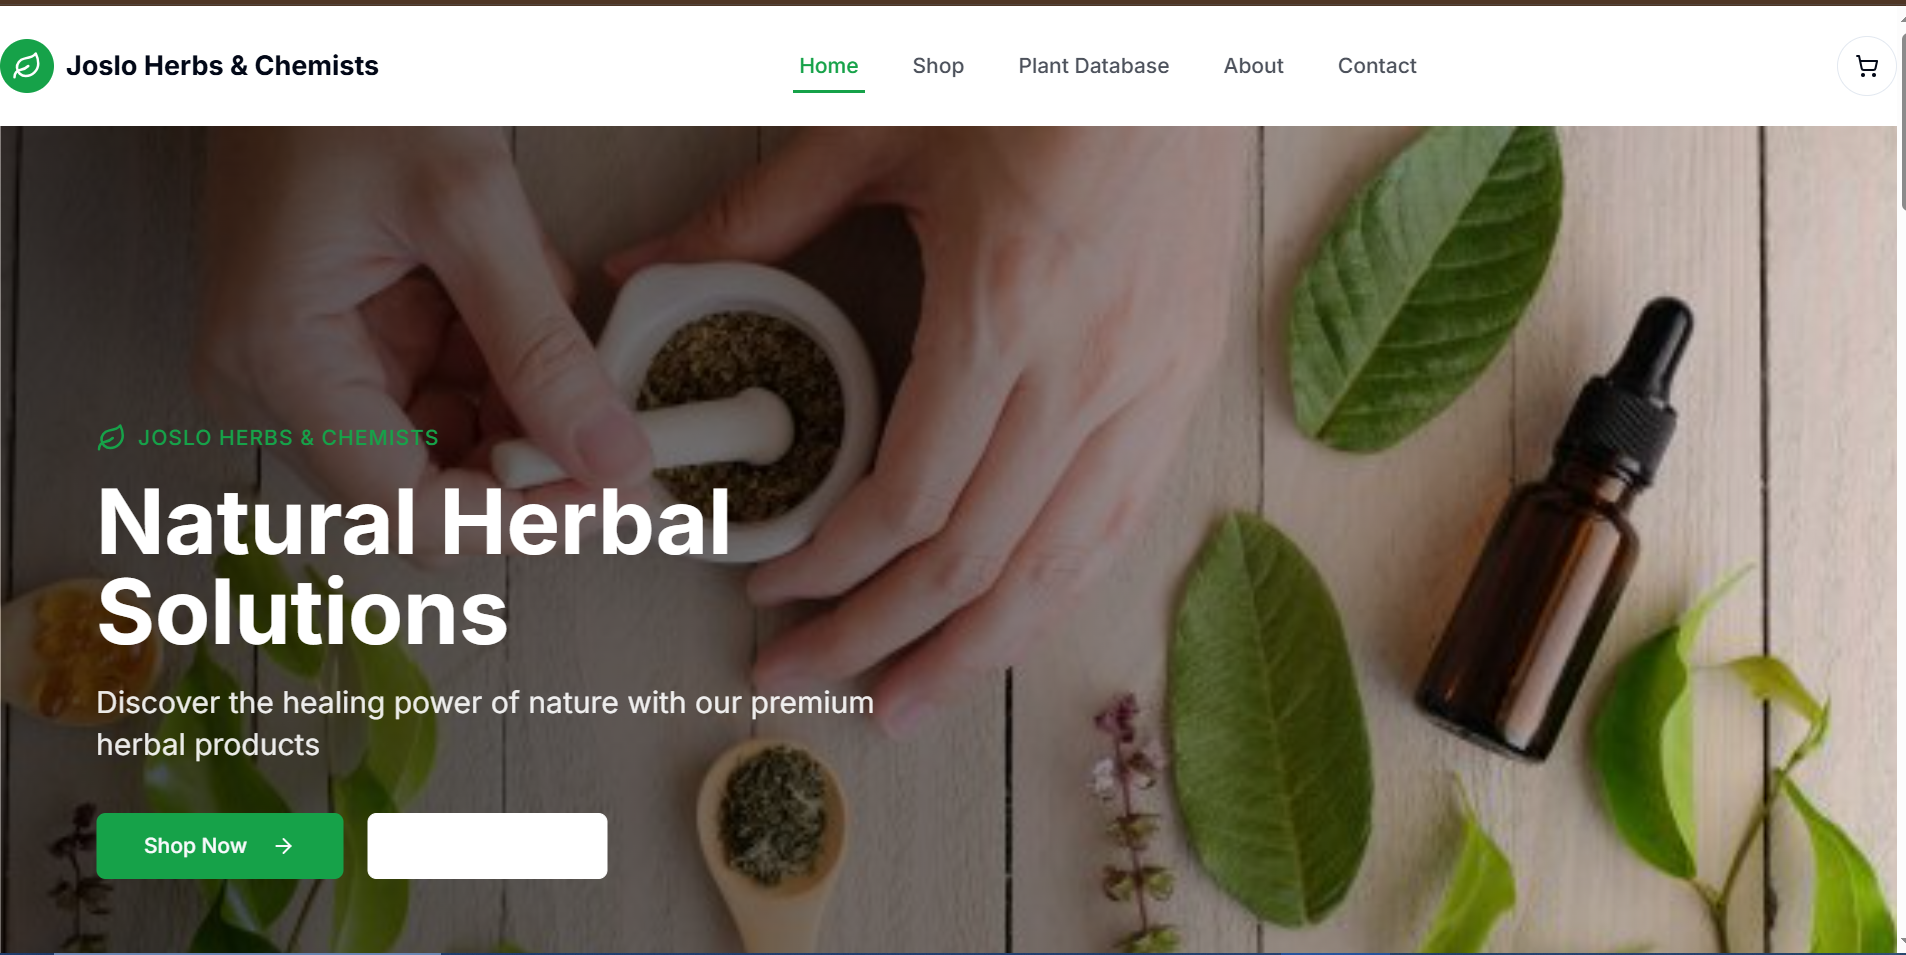 Joslo Herbs & Chemists
Home Shop Plant Database About Contact
JOSLO HERBS & CHEMISTS
Natural Herbal
Solutions
Discover the healing power of nature with our premium
herbal products
Shop Now